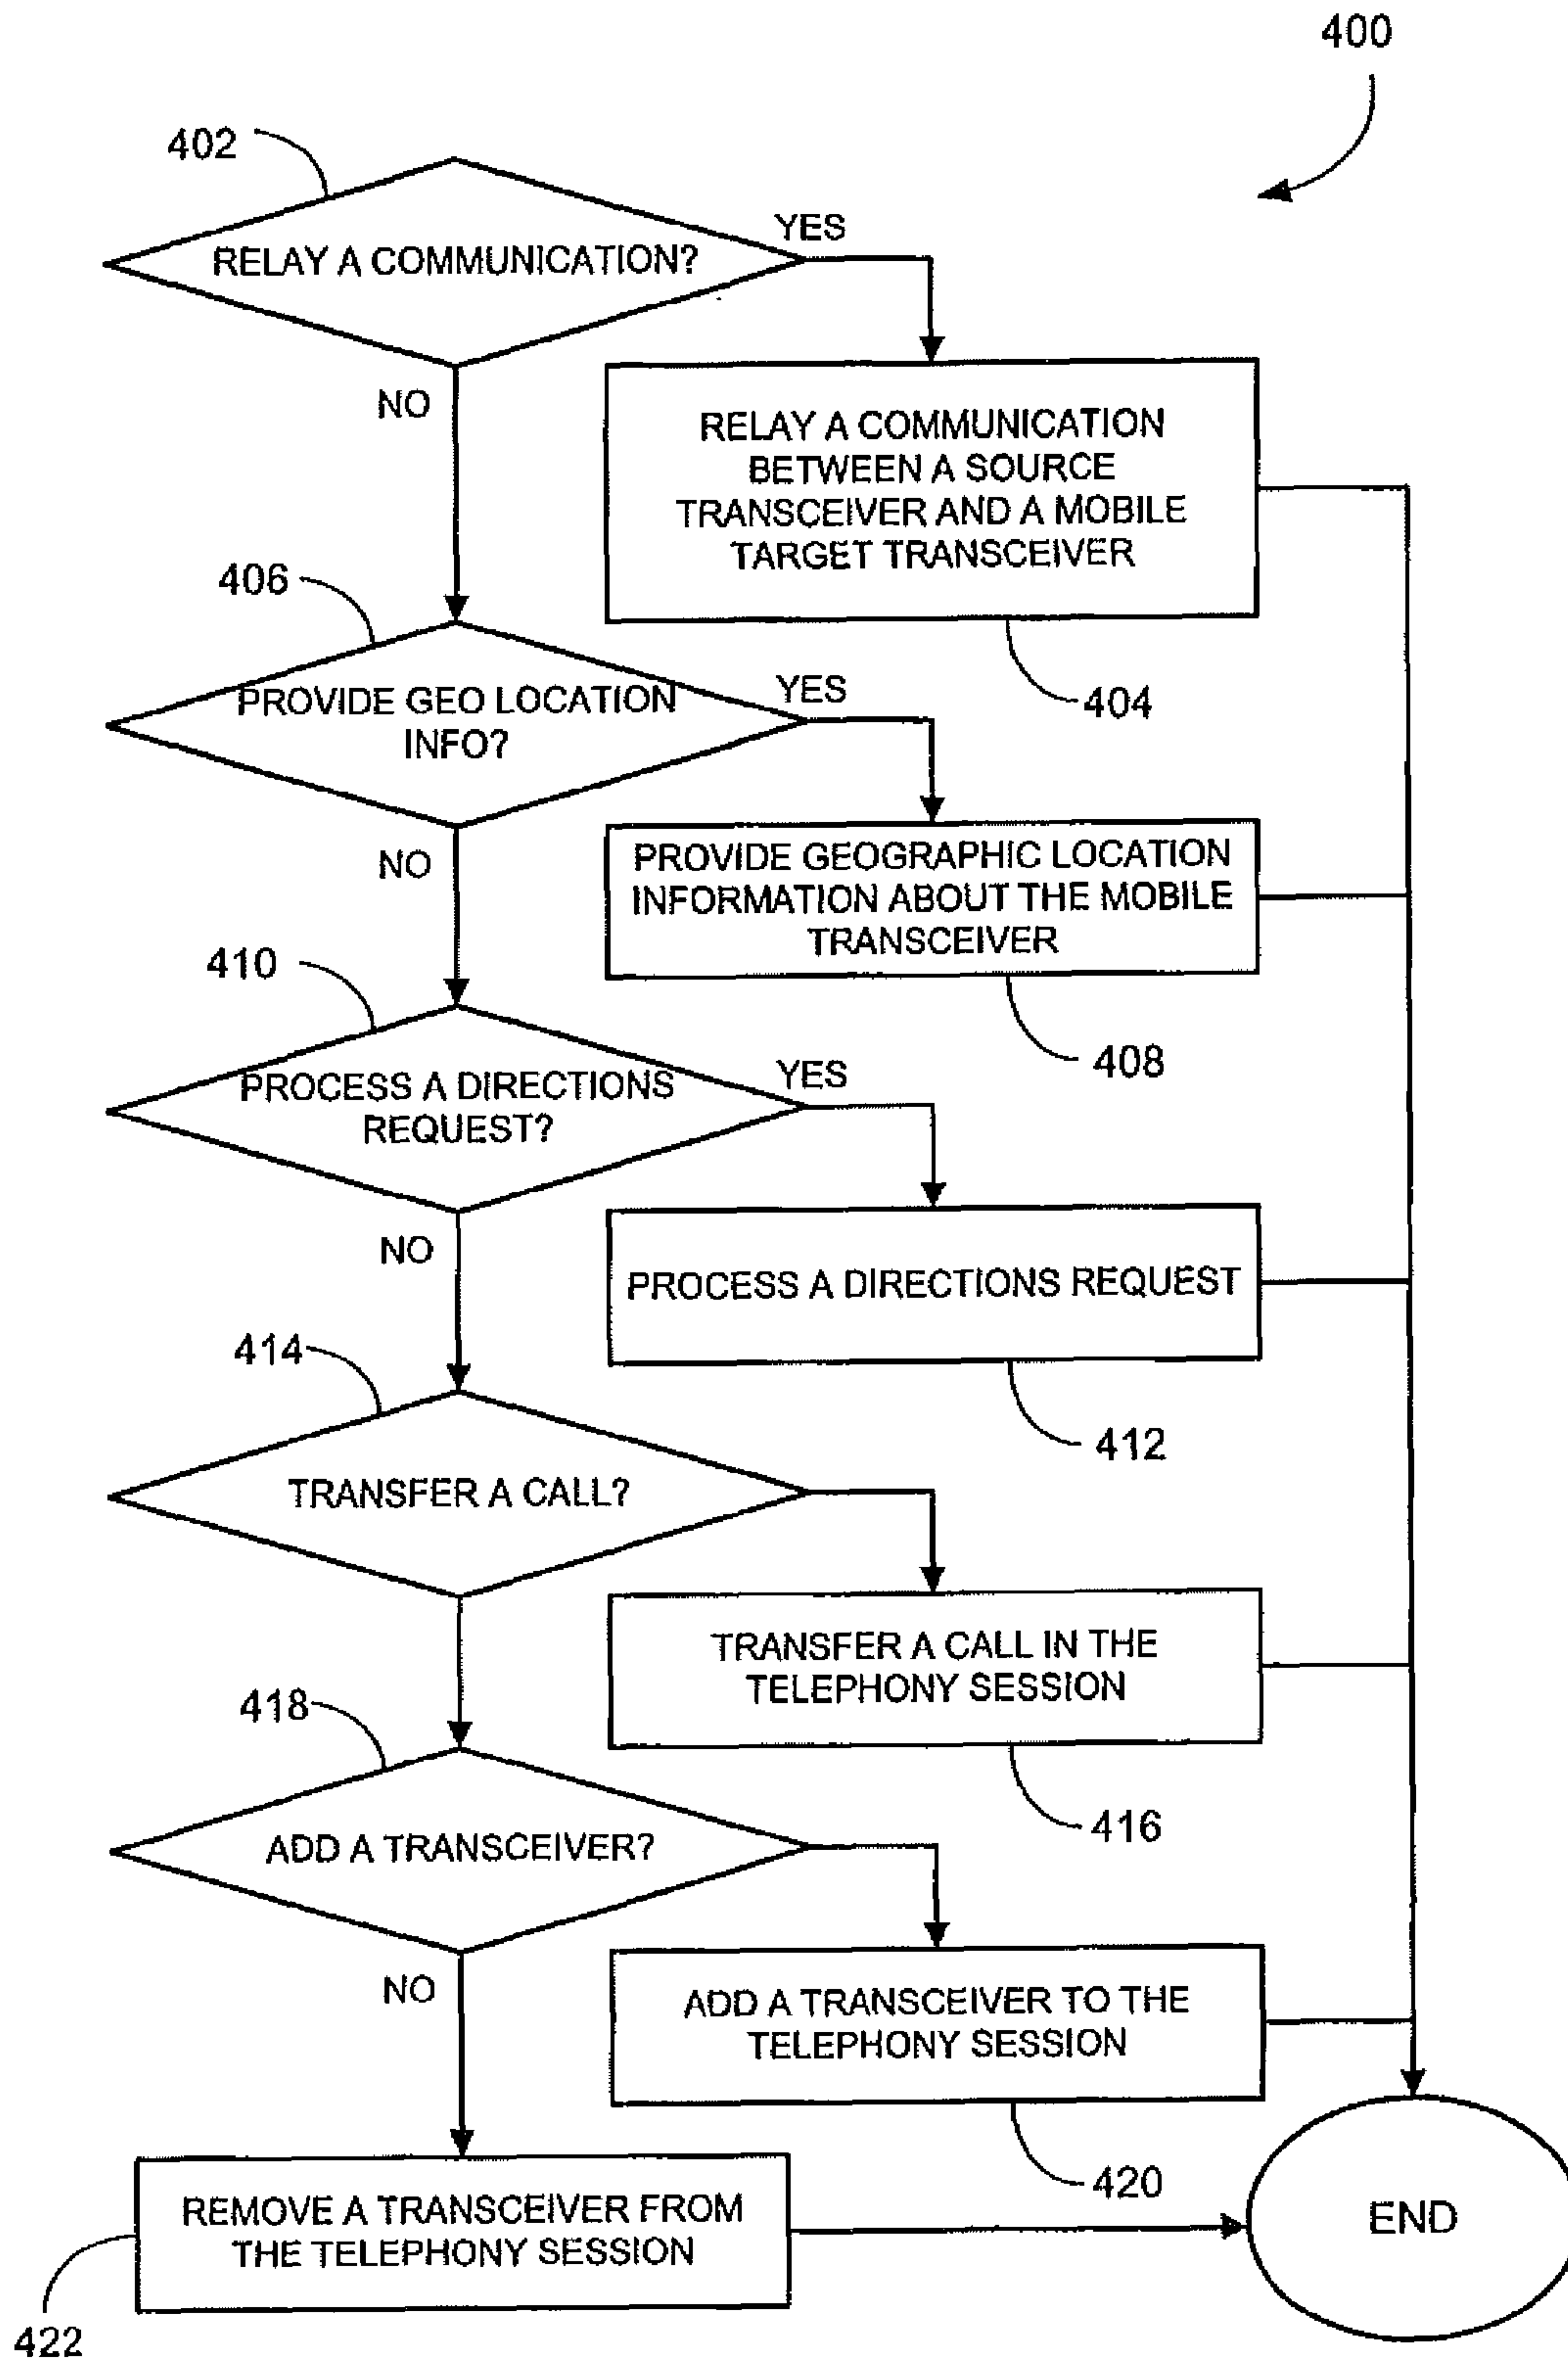 400
402
YES
RELAY A COMMUNICATION?
NO
RELAY A COMMUNICATION
BETWEEN A SOURCE
TRANSCEIVER AND A MOBILE
TARGET TRANSCEIVER
404
406
YES
PROVIDE GEO LOCATION
INFO?
NO
PROVIDE GEOGRAPHIC LOCATION
INFORMATION ABOUT THE MOBILE
TRANSCEIVER
408
410
YES
PROCESS A DIRECTIONS
REQUEST?
NO
PROCESS A DIRECTIONS REQUEST
412
414
TRANSFER A CALL?
TRANSFER A CALL IN THE
TELEPHONY SESSION
416
418
ADD A TRANSCEIVER?
NO
ADD A TRANSCEIVER TO THE
TELEPHONY SESSION
420
REMOVE A TRANSCEIVER FROM
THE TELEPHONY SESSION
422
END